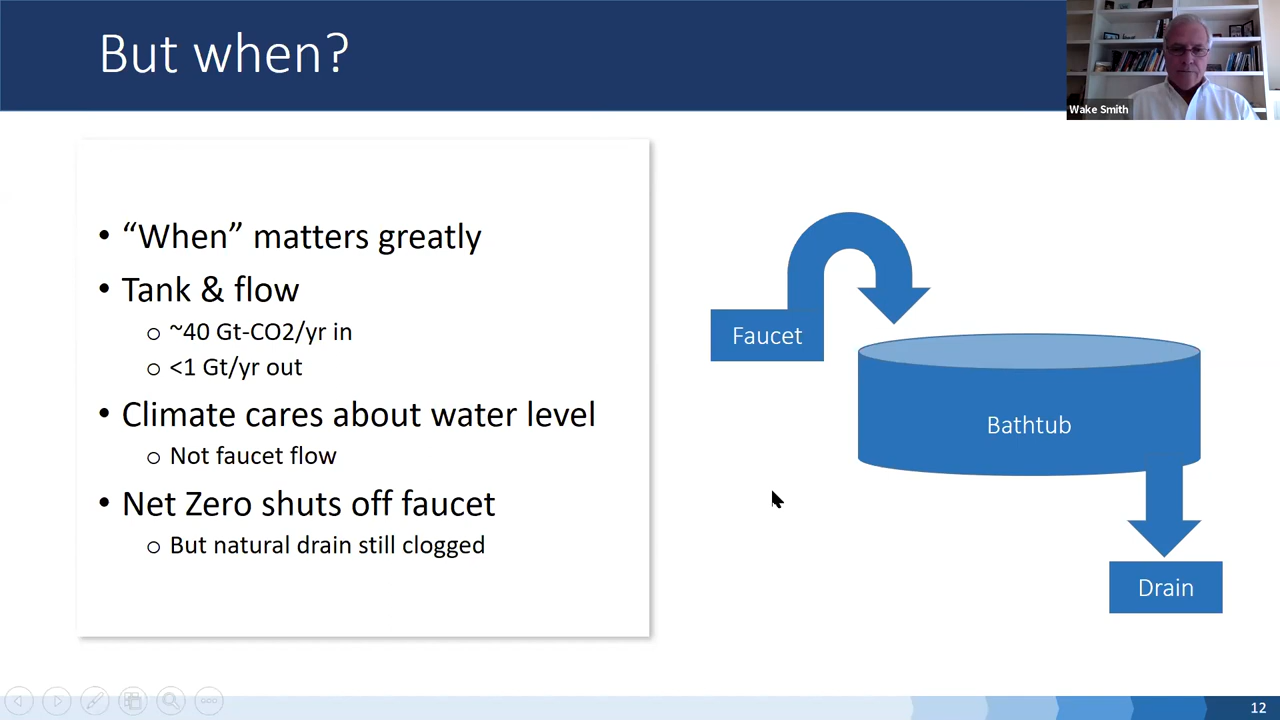 But when?
Wake Smith
• “When” matters greatly
• Tank & flow
o ~40 Gt-CO2/yr in
o <1 Gt/yr out
• Climate cares about water level
o Not faucet flow
• Net Zero shuts off faucet
o But natural drain still clogged
Faucet
Bathtub
Drain
12